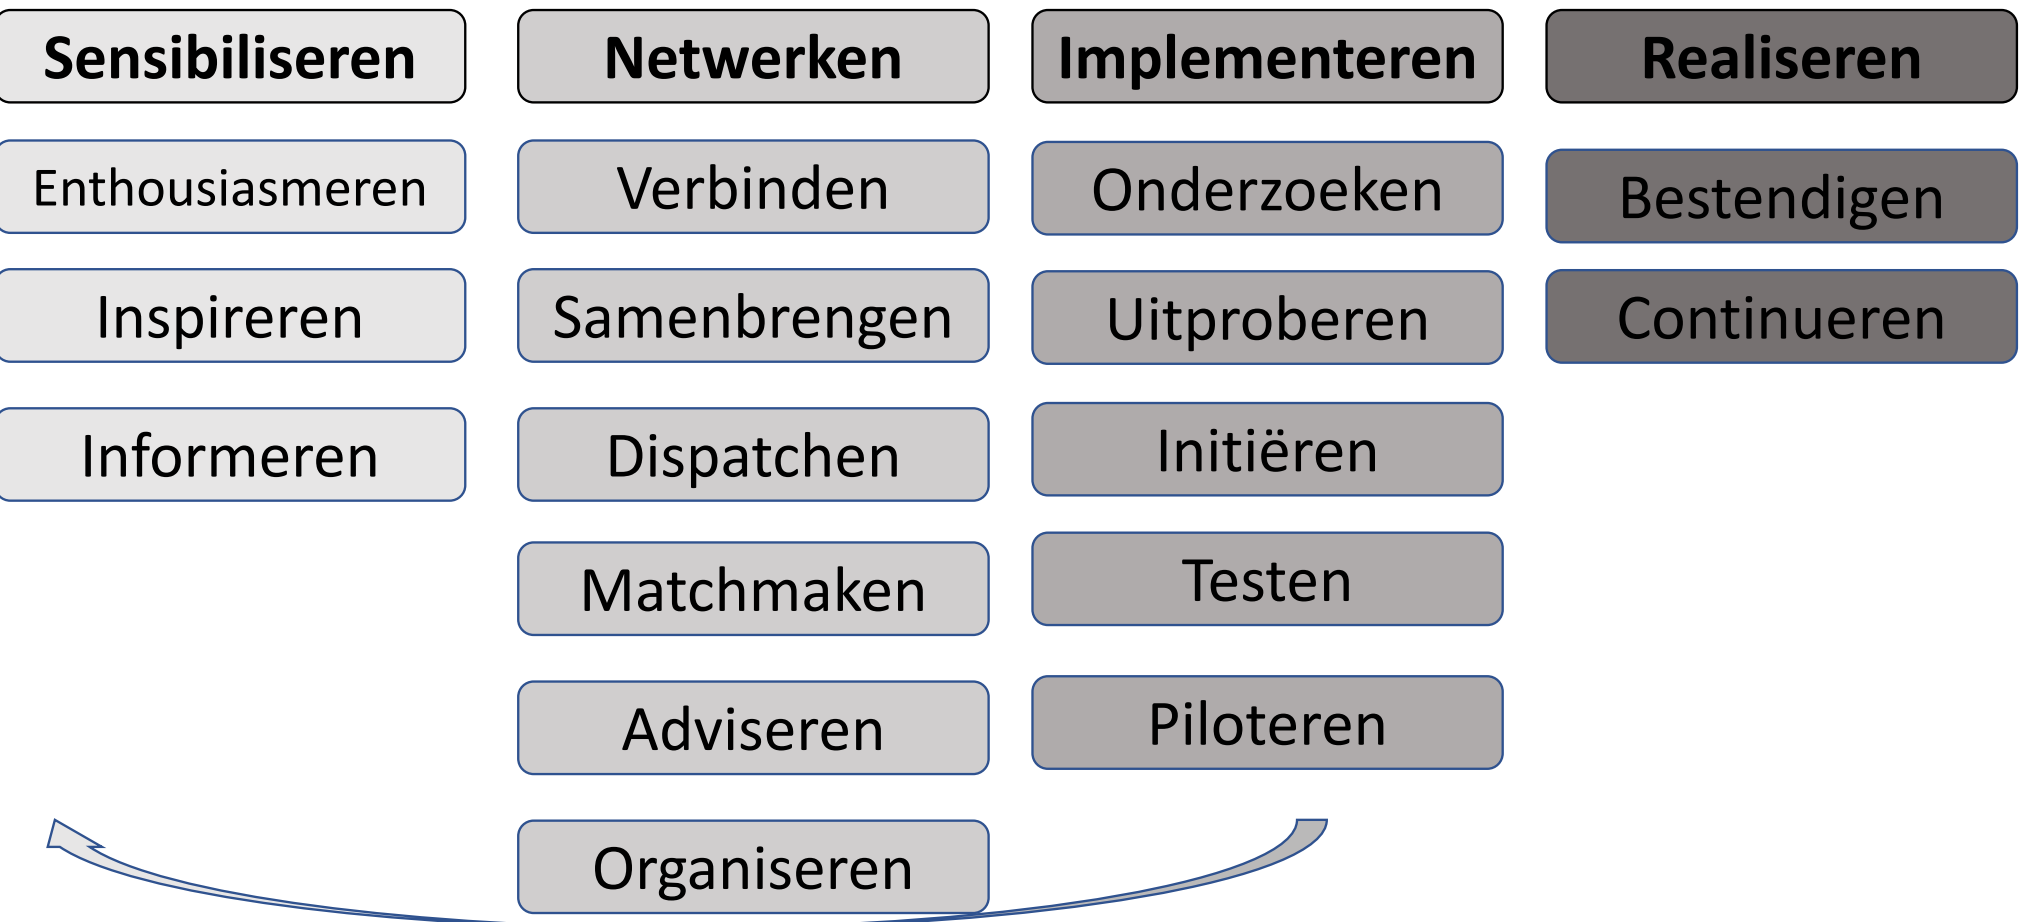 Sensibiliseren
Enthousiasmeren
Inspireren
Informeren
Netwerken
Verbinden
Samenbrengen
Dispatchen
Matchmaken
Adviseren
Organiseren
Implementeren
Onderzoeken
Uitproberen
Initiëren
Testen
Piloteren
Realiseren
Bestendigen
Continueren